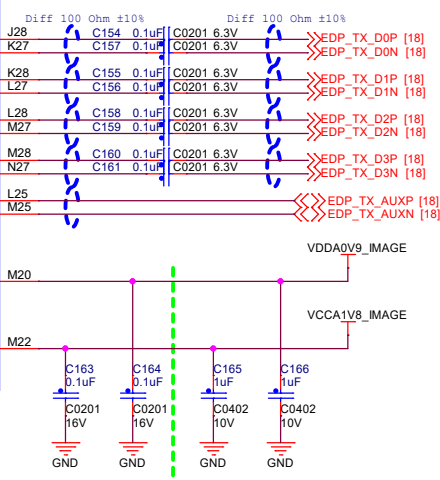 Diff 100 Ohm ±10% Diff 100 Ohm ±10%
J28 C154 0.1uF C0201 6.3V EDP_TX_D0P [18]
K27 C157 0.1uF C0201 6.3V EDP_TX_D0N [18]
K28 C155 0.1uF C0201 6.3V EDP_TX_D1P [18]
L27 C156 0.1uF C0201 6.3V EDP_TX_D1N [18]
L28 C158 0.1uF C0201 6.3V EDP_TX_D2P [18]
M27 C159 0.1uF C0201 6.3V EDP_TX_D2N [18]
M28 C160 0.1uF C0201 6.3V EDP_TX_D3P [18]
N27 C161 0.1uF C0201 6.3V EDP_TX_D3N [18]
L25 EDP_TX_AUXP [18]
M25 EDP_TX_AUXN [18]
VDDA0V9_IMAGE
M20
VCCA1V8_IMAGE
M22
C163 C164 C165 C166
0.1uF 0.1uF 1uF 1uF
C0201 C0201 C0402 C0402
16V 16V 10V 10V
GND GND GND GND